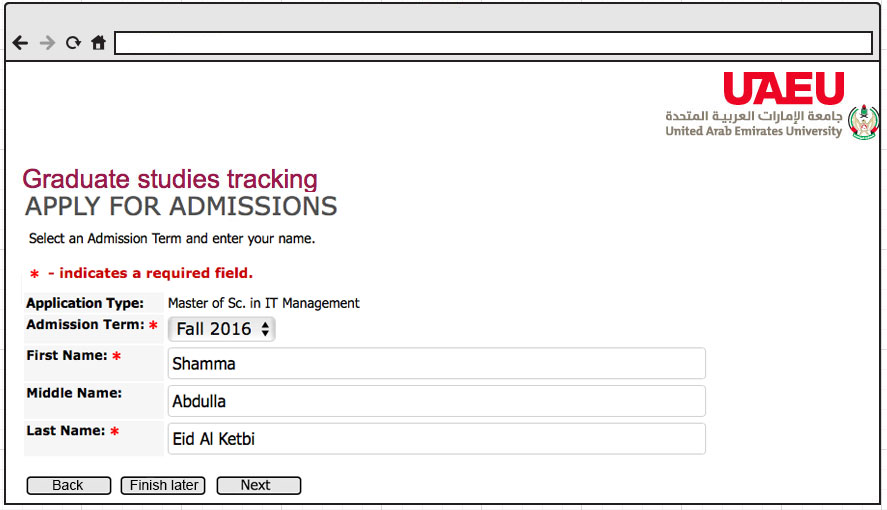 UAEU
جامعة الإمارات العربية المتحدة
United Arab Emirates University
Graduate studies tracking
APPLY FOR ADMISSIONS
Select an Admission Term and enter your name.
* - indicates a required field.
Application Type: Master of Sc. in IT Management
Admission Term: * Fall 2016
First Name: * Shamma
Middle Name: Abdulla
Last Name: * Eid Al Ketbi
Back Finish later Next